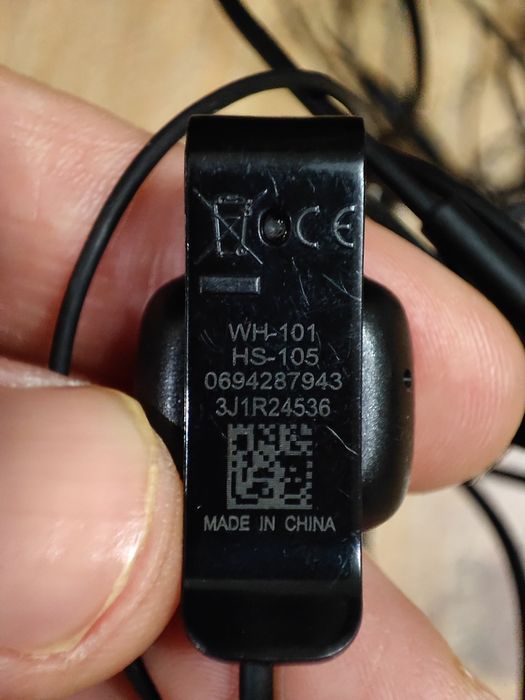 CE
WH-101
HS-105
0694287943
3J1R24536
MADE IN CHINA